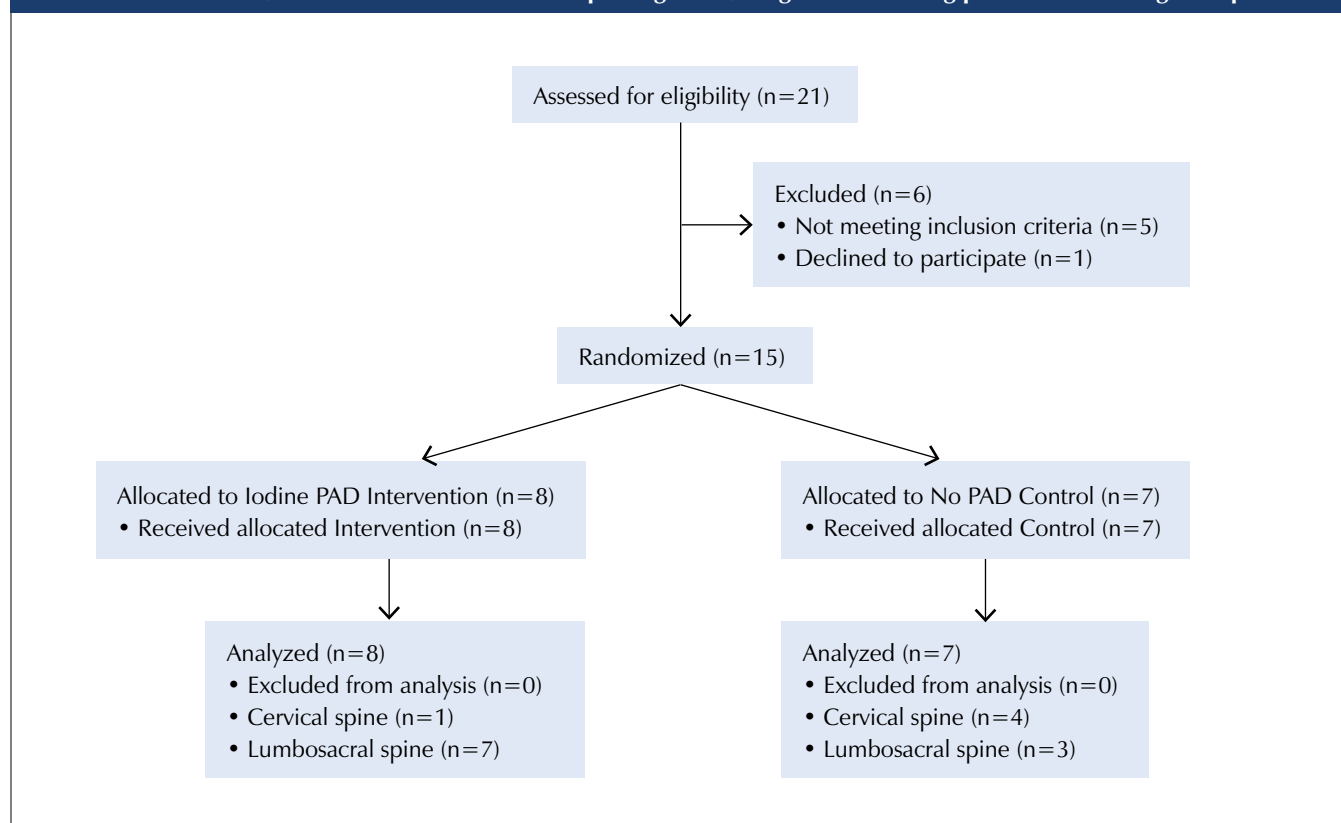 Assessed for eligibility (n=21)
Excluded (n=6)
• Not meeting inclusion criteria (n=5)
• Declined to participate (n=1)
Randomized (n=15)
Allocated to Iodine PAD Intervention (n=8)
• Received allocated Intervention (n=8)
Allocated to No PAD Control (n=7)
• Received allocated Control (n=7)
Analyzed (n=8)
• Excluded from analysis (n=0)
• Cervical spine (n=1)
• Lumbosacral spine (n=7)
Analyzed (n=7)
• Excluded from analysis (n=0)
• Cervical spine (n=4)
• Lumbosacral spine (n=3)